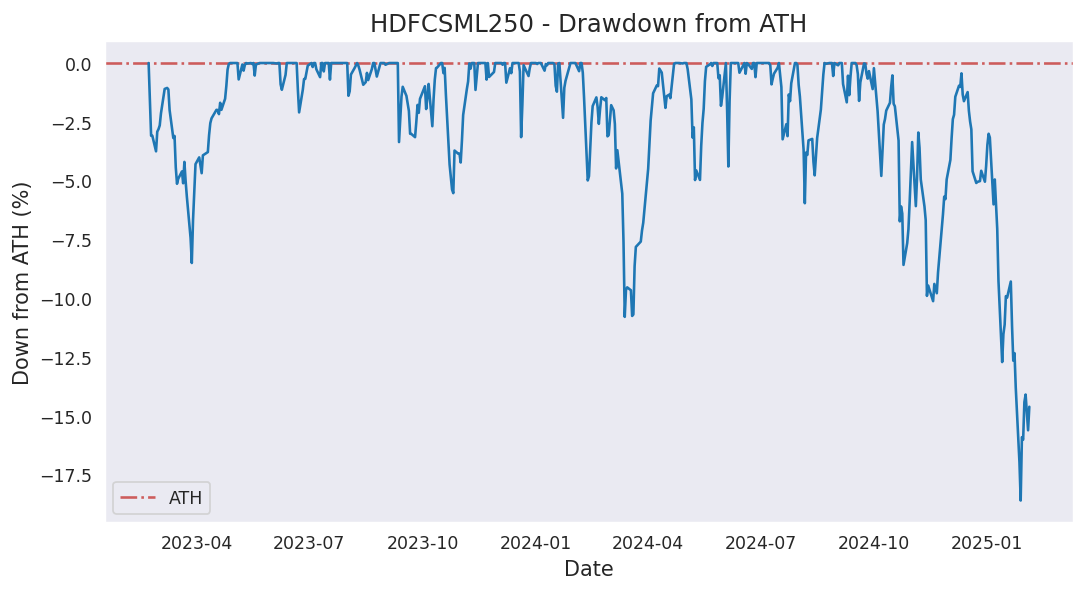 HDFCSML250 - Drawdown from ATH
Down from ATH (%)
0.0
−2.5
−5.0
−7.5
−10.0
−12.5
−15.0
−17.5
ATH
2023-04 2023-07 2023-10 2024-01 2024-04 2024-07 2024-10 2025-01
Date